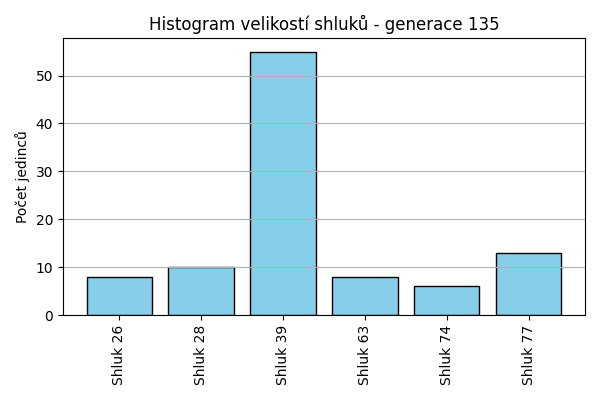 Histogram velikostí shluků - generace 135
Počet jedinců
50
40
30
20
10
0
Shluk 26
Shluk 28
Shluk 39
Shluk 63
Shluk 74
Shluk 77